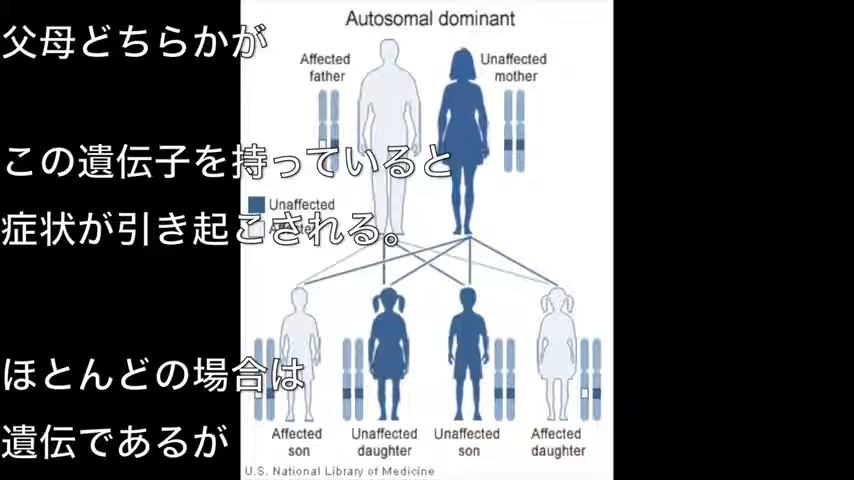 Autosomal dominant
父母どちらかが
Affected
father
Unaffected
mother
この遺伝子を持っていると
Unaffected
症状が引き起こされる。
ほとんどの場合は
遺伝であるが
Affected
son
Unaffected
daughter
Unaffected
son
Affected
daughter
U.S. National Library of Medicine